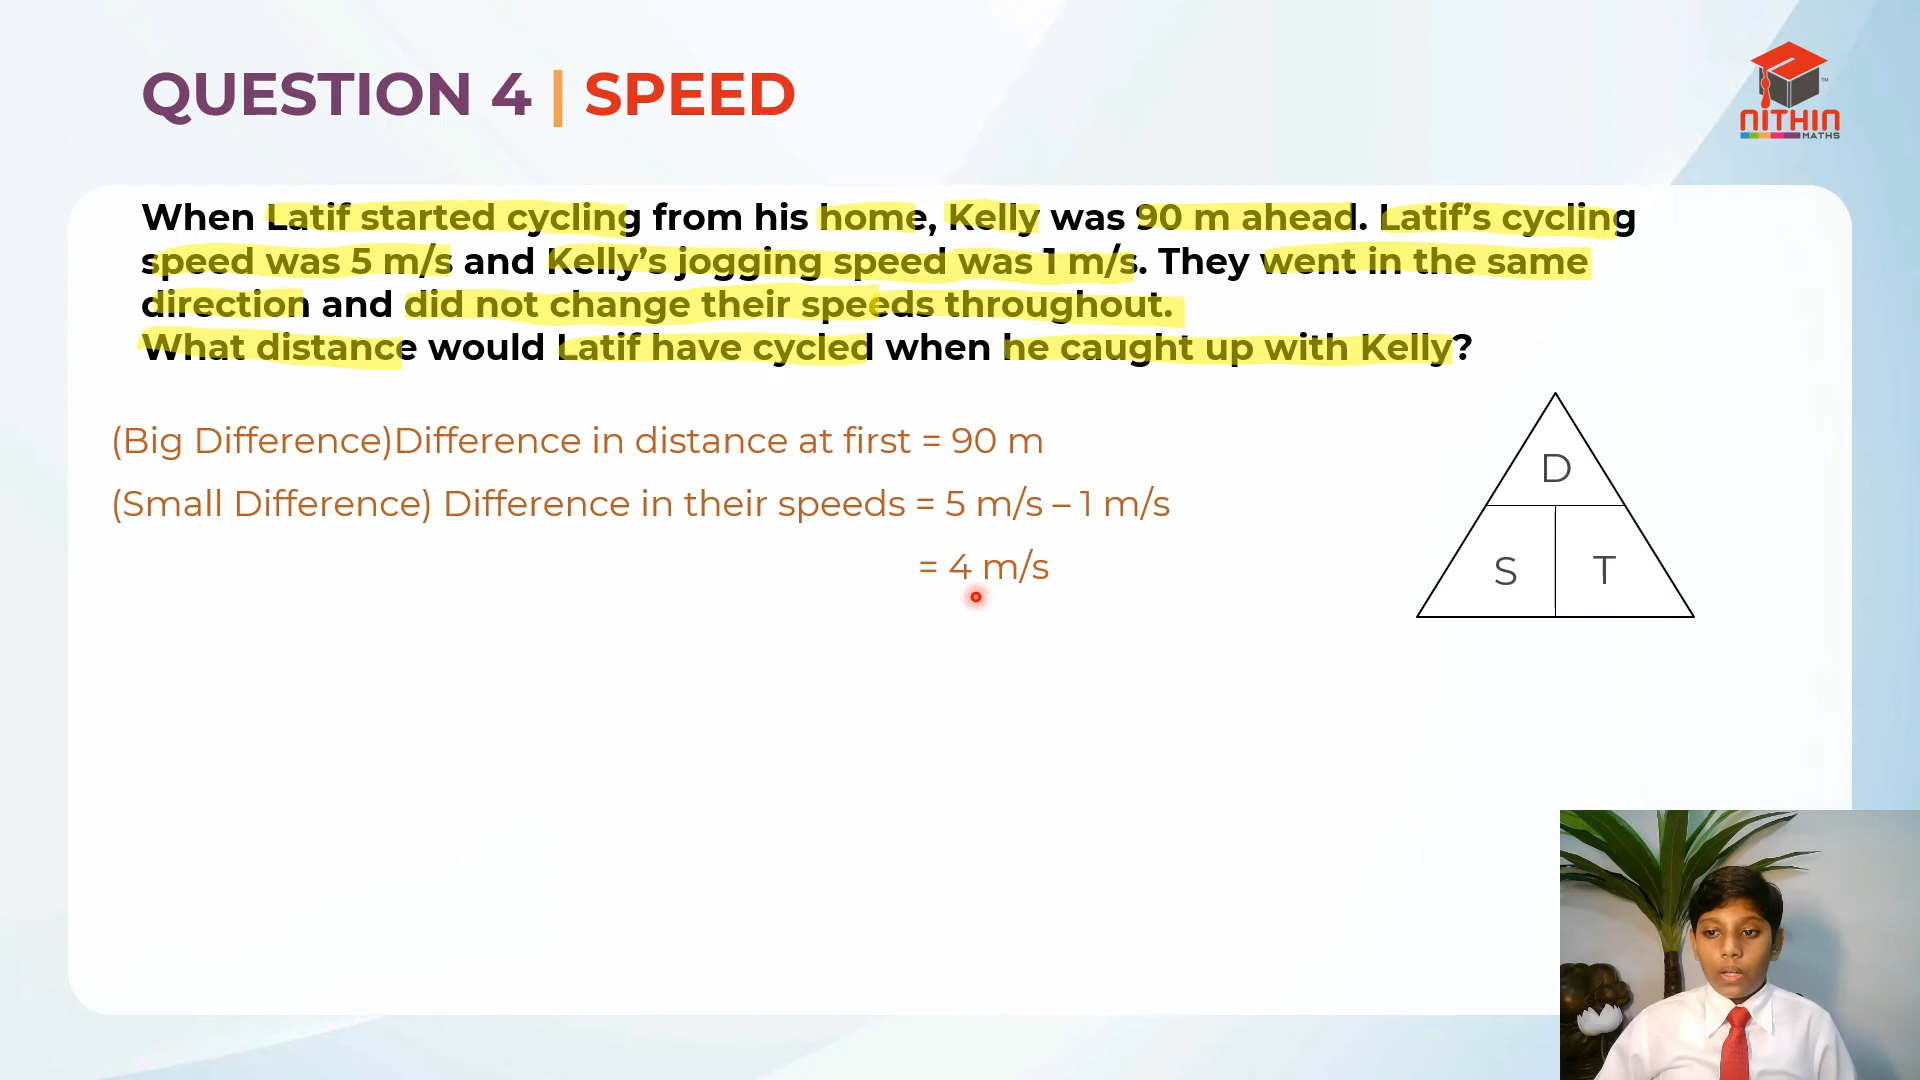 QUESTION 4 | SPEED
NITHIN
MATHS
TM
When Latif started cycling from his home, Kelly was 90 m ahead. Latif’s cycling
speed was 5 m/s and Kelly’s jogging speed was 1 m/s. They went in the same
direction and did not change their speeds throughout.
What distance would Latif have cycled when he caught up with Kelly?
(Big Difference)Difference in distance at first = 90 m
(Small Difference) Difference in their speeds = 5 m/s – 1 m/s
= 4 m/s
D
S T